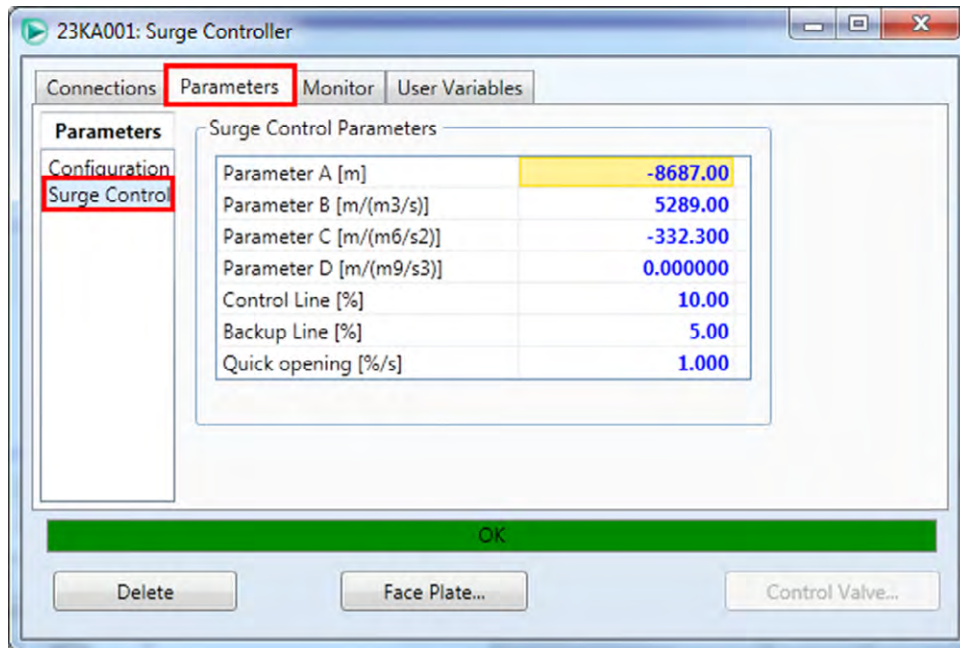 23KA001: Surge Controller
Connections Parameters Monitor User Variables
Parameters
Configuration
Surge Control
Surge Control Parameters
Parameter A [m] -8687.00
Parameter B [m/(m3/s)] 5289.00
Parameter C [m/(m6/s2)] -332.300
Parameter D [m/(m9/s3)] 0.000000
Control Line [%] 10.00
Backup Line [%] 5.00
Quick opening [%/s] 1.000
OK
Delete Face Plate... Control Valve...